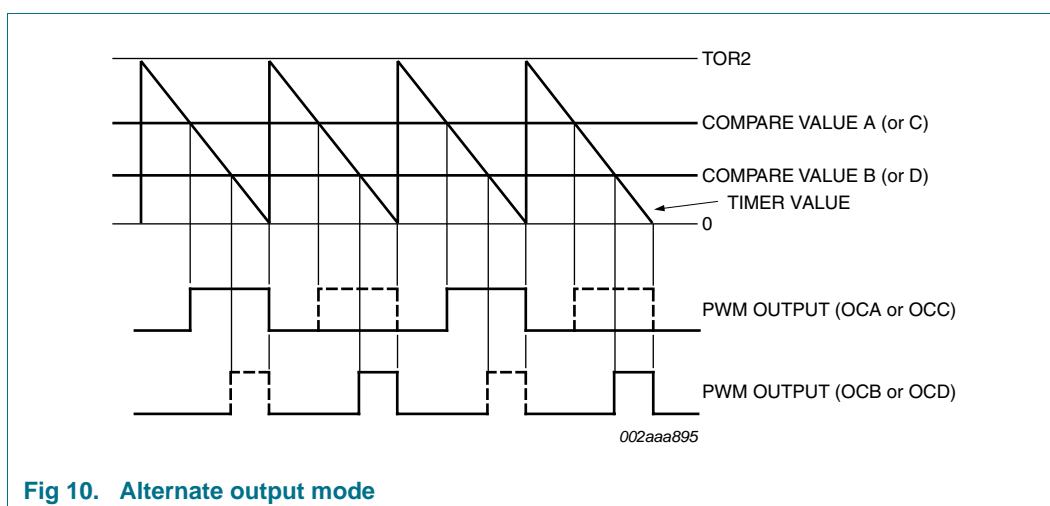 TOR2
COMPARE VALUE A (or C)
COMPARE VALUE B (or D)
TIMER VALUE
0
PWM OUTPUT (OCA or OCC)
PWM OUTPUT (OCB or OCD)
002aaa895
Fig 10. Alternate output mode